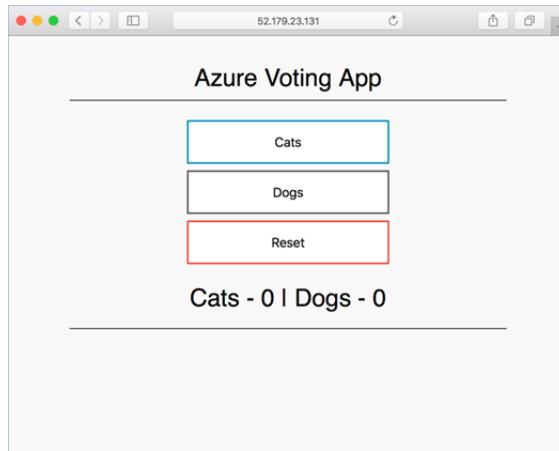 52.179.23.131
Azure Voting App
Cats
Dogs
Reset
Cats - 0 | Dogs - 0